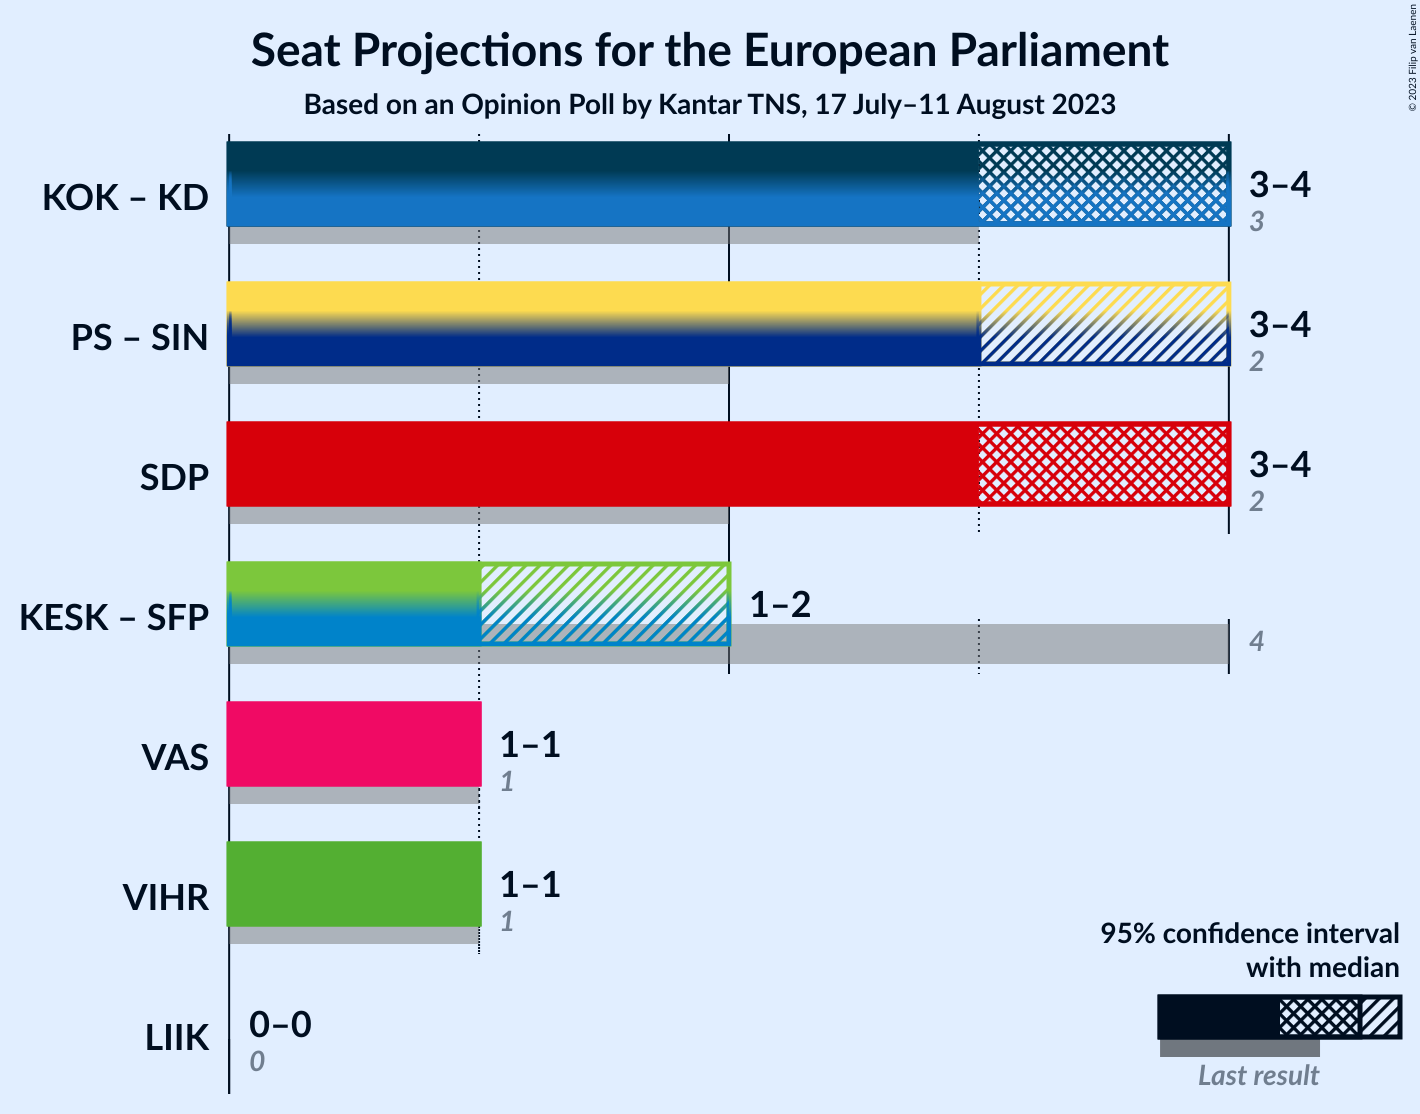 Seat Projections for the European Parliament
Based on an Opinion Poll by Kantar TNS, 17 July–11 August 2023
© 2023 Filip van Laenen
KOK – KD
3–4
3
PS – SIN
3–4
2
SDP
3–4
2
KESK – SFP
1–2
4
VAS
1–1
1
VIHR
1–1
1
LIIK
0–0
0
95% confidence interval
with median
Last result